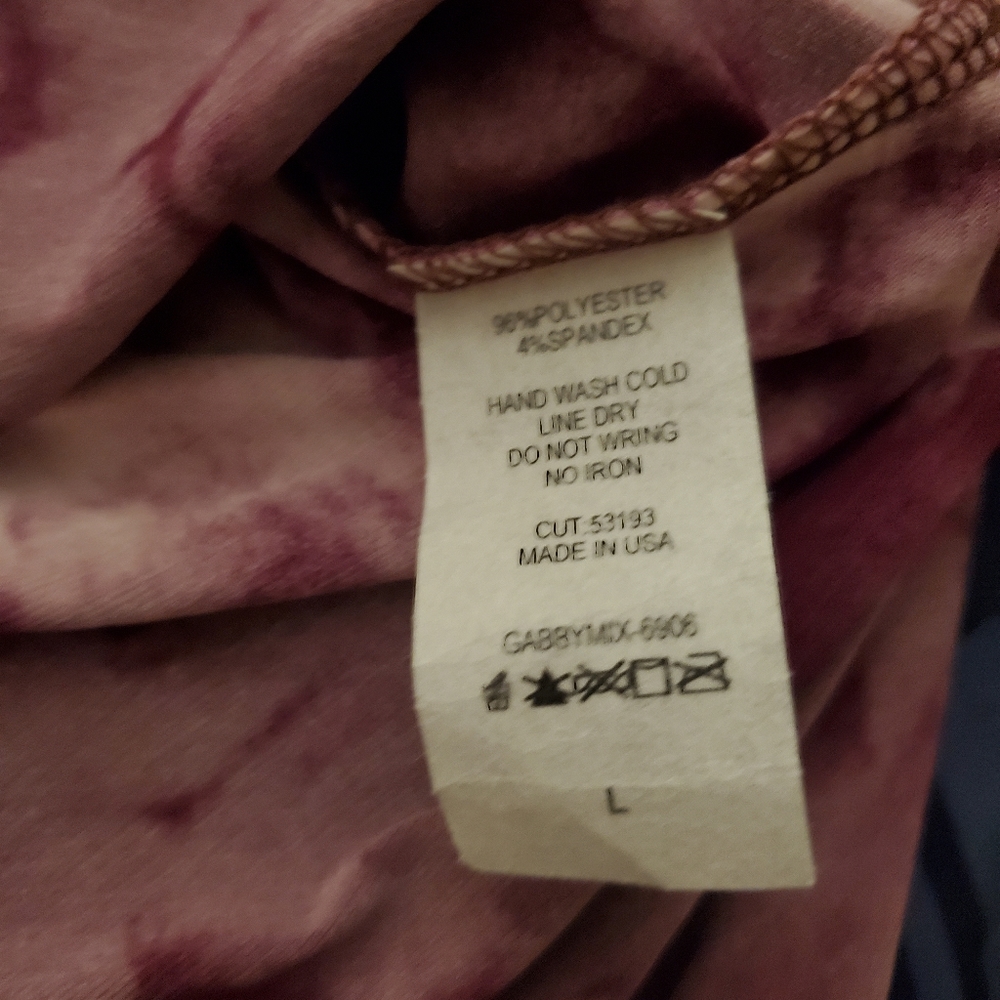 96%POLYESTER
4%SPANDEX
HAND WASH COLD
LINE DRY
DO NOT WRING
NO IRON
CUT:53193
MADE IN USA
GABBYMIX-6906
L